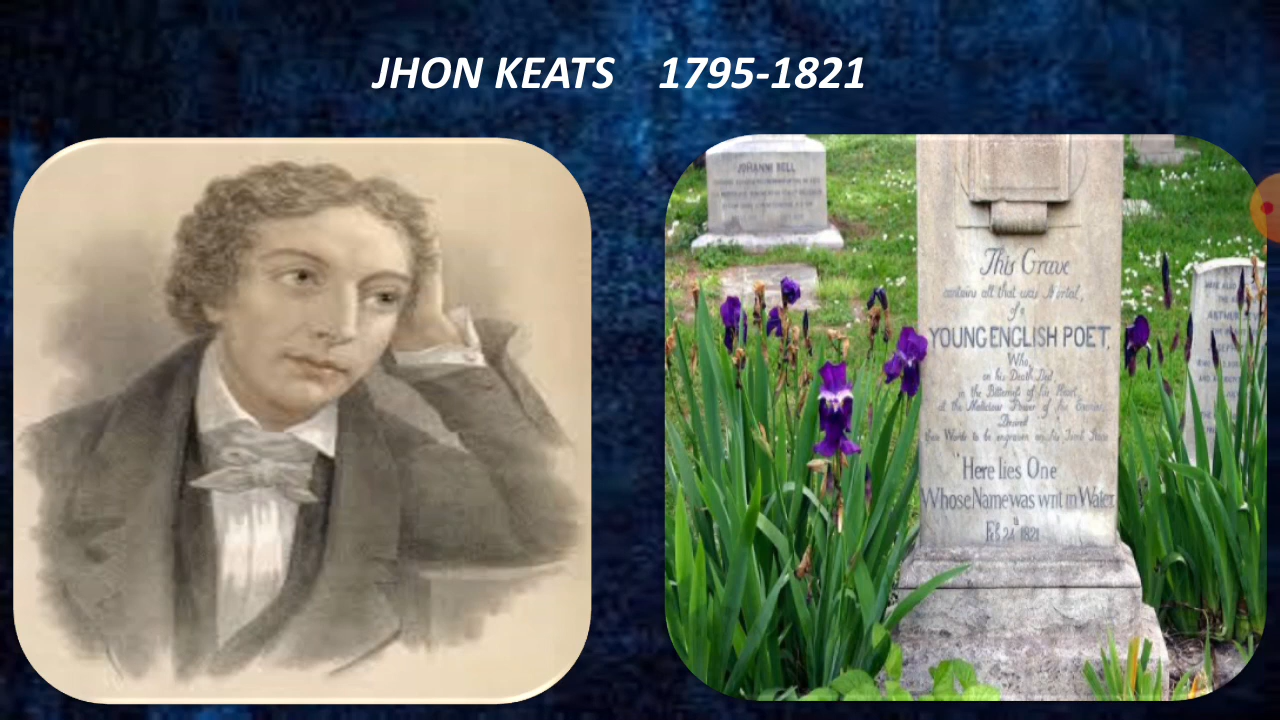 JHON KEATS 1795-1821
JOHANNE BELL
This Grave
contains all that was Mortal,
of a
YOUNG ENGLISH POET,
Who,
on his Death Bed,
in the Bitterness of his Heart,
at the Malicious Power of his Enemies,
Desired
these Words to be engraven on his Tomb Stone
"Here lies One
Whose Name was writ in Water.
Feb 24th 1821